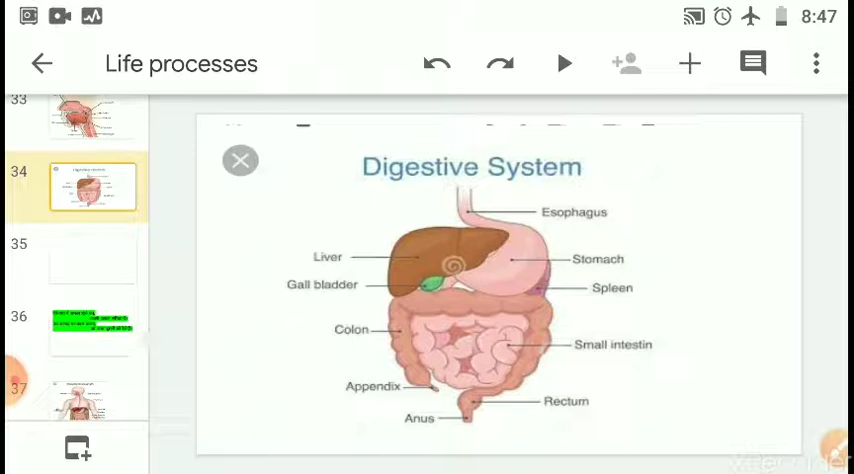 8:47
Life processes
33
34
35
36
37
Digestive System
Esophagus
Liver
Stomach
Gall bladder
Spleen
Colon
Small intestin
Appendix
Rectum
Anus